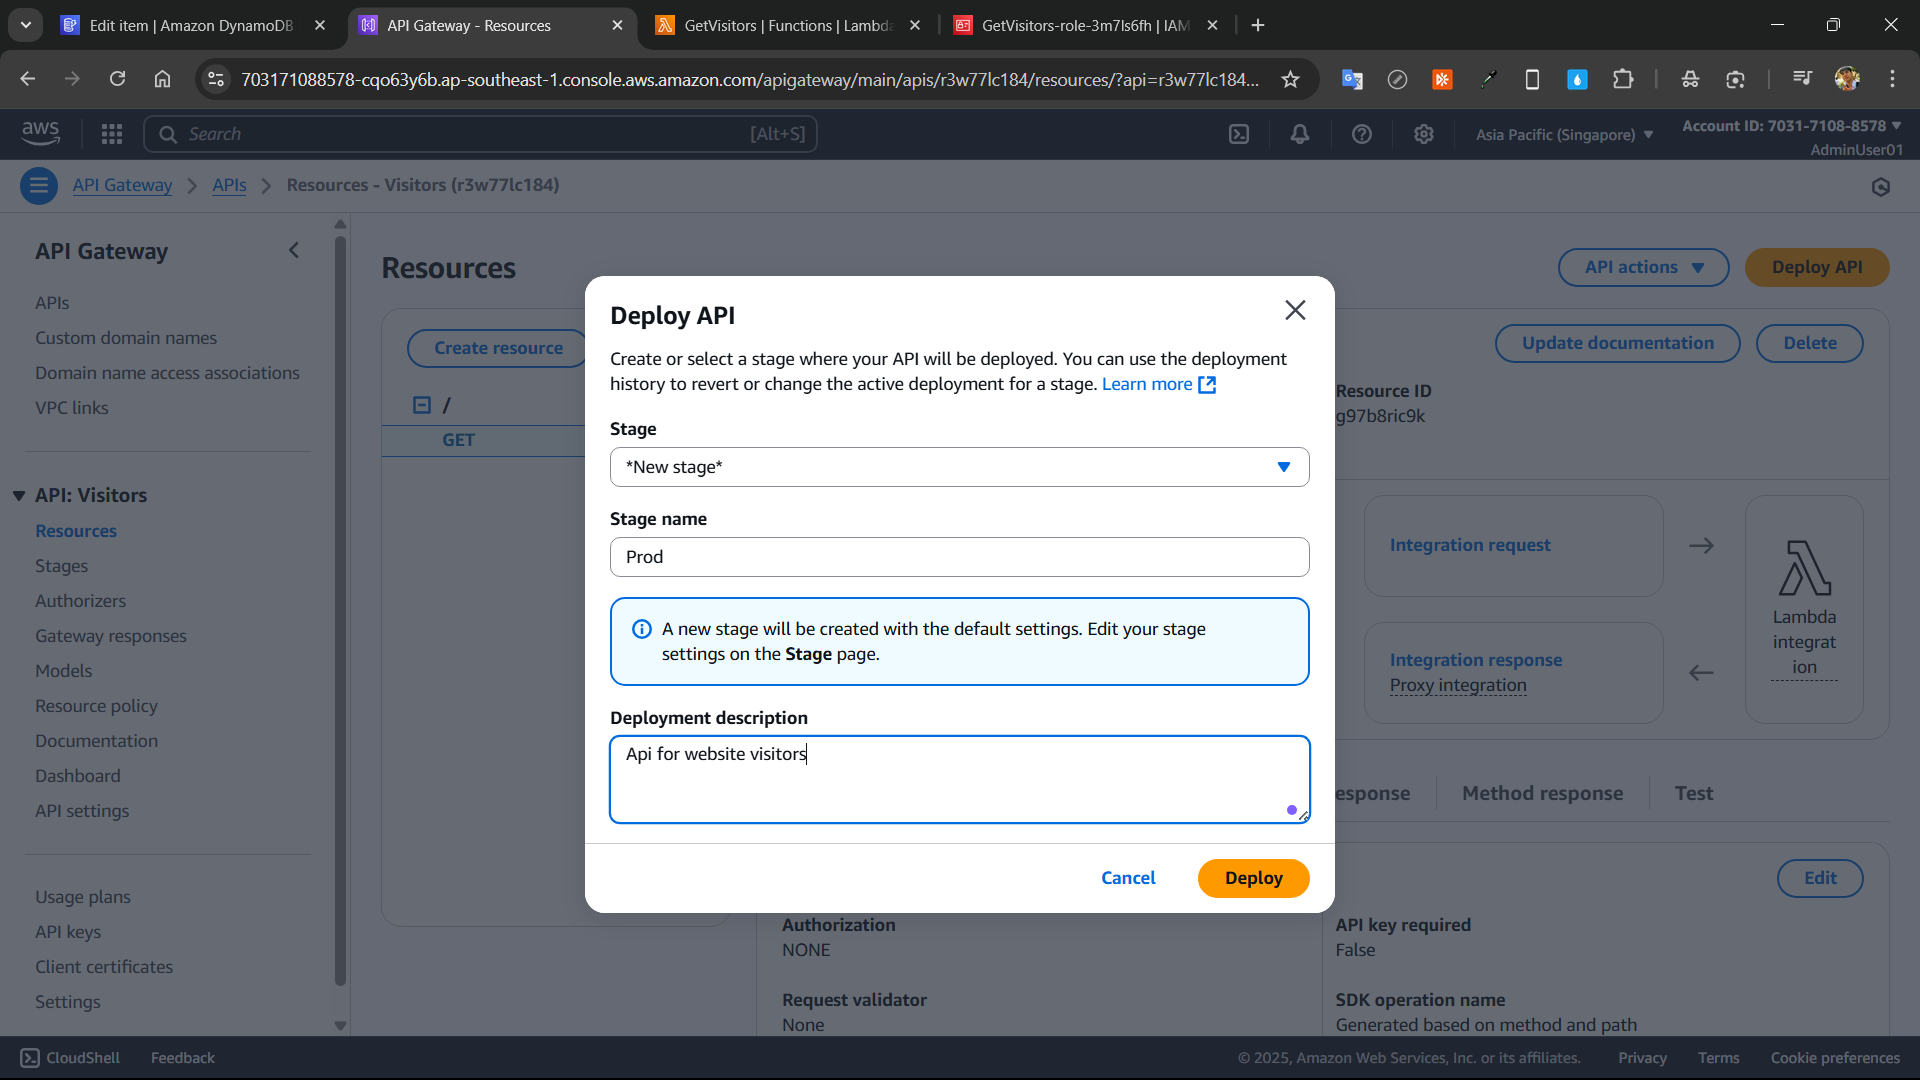 Edit item | Amazon DynamoDB
API Gateway - Resources
GetVisitors | Functions | Lambda
GetVisitors-role-3m7ls6fh | IAM
703171088578-cqo63y6b.ap-southeast-1.console.aws.amazon.com/apigateway/main/apis/r3w77lc184/resources/?api=r3w77lc184...
aws
Search
[Alt+S]
Asia Pacific (Singapore)
Account ID: 7031-7108-8578
AdminUser01
API Gateway
APIs
Resources - Visitors (r3w77lc184)
API Gateway
APIs
Custom domain names
Domain name access associations
VPC links
API: Visitors
Resources
Stages
Authorizers
Gateway responses
Models
Resource policy
Documentation
Dashboard
API settings
Usage plans
API keys
Client certificates
Settings
Resources
API actions
Deploy API
Create resource
/
GET
Update documentation
Delete
Resource ID
g97b8ric9k
Integration request
Integration response
Proxy integration
Lambda
integrat
ion
esponse
Method response
Test
Edit
Authorization
NONE
API key required
False
Request validator
None
SDK operation name
Generated based on method and path
Deploy API
Create or select a stage where your API will be deployed. You can use the deployment
history to revert or change the active deployment for a stage. Learn more
Stage
*New stage*
Stage name
Prod
A new stage will be created with the default settings. Edit your stage
settings on the Stage page.
Deployment description
Api for website visitors
Cancel
Deploy
CloudShell
Feedback
© 2025, Amazon Web Services, Inc. or its affiliates.
Privacy
Terms
Cookie preferences